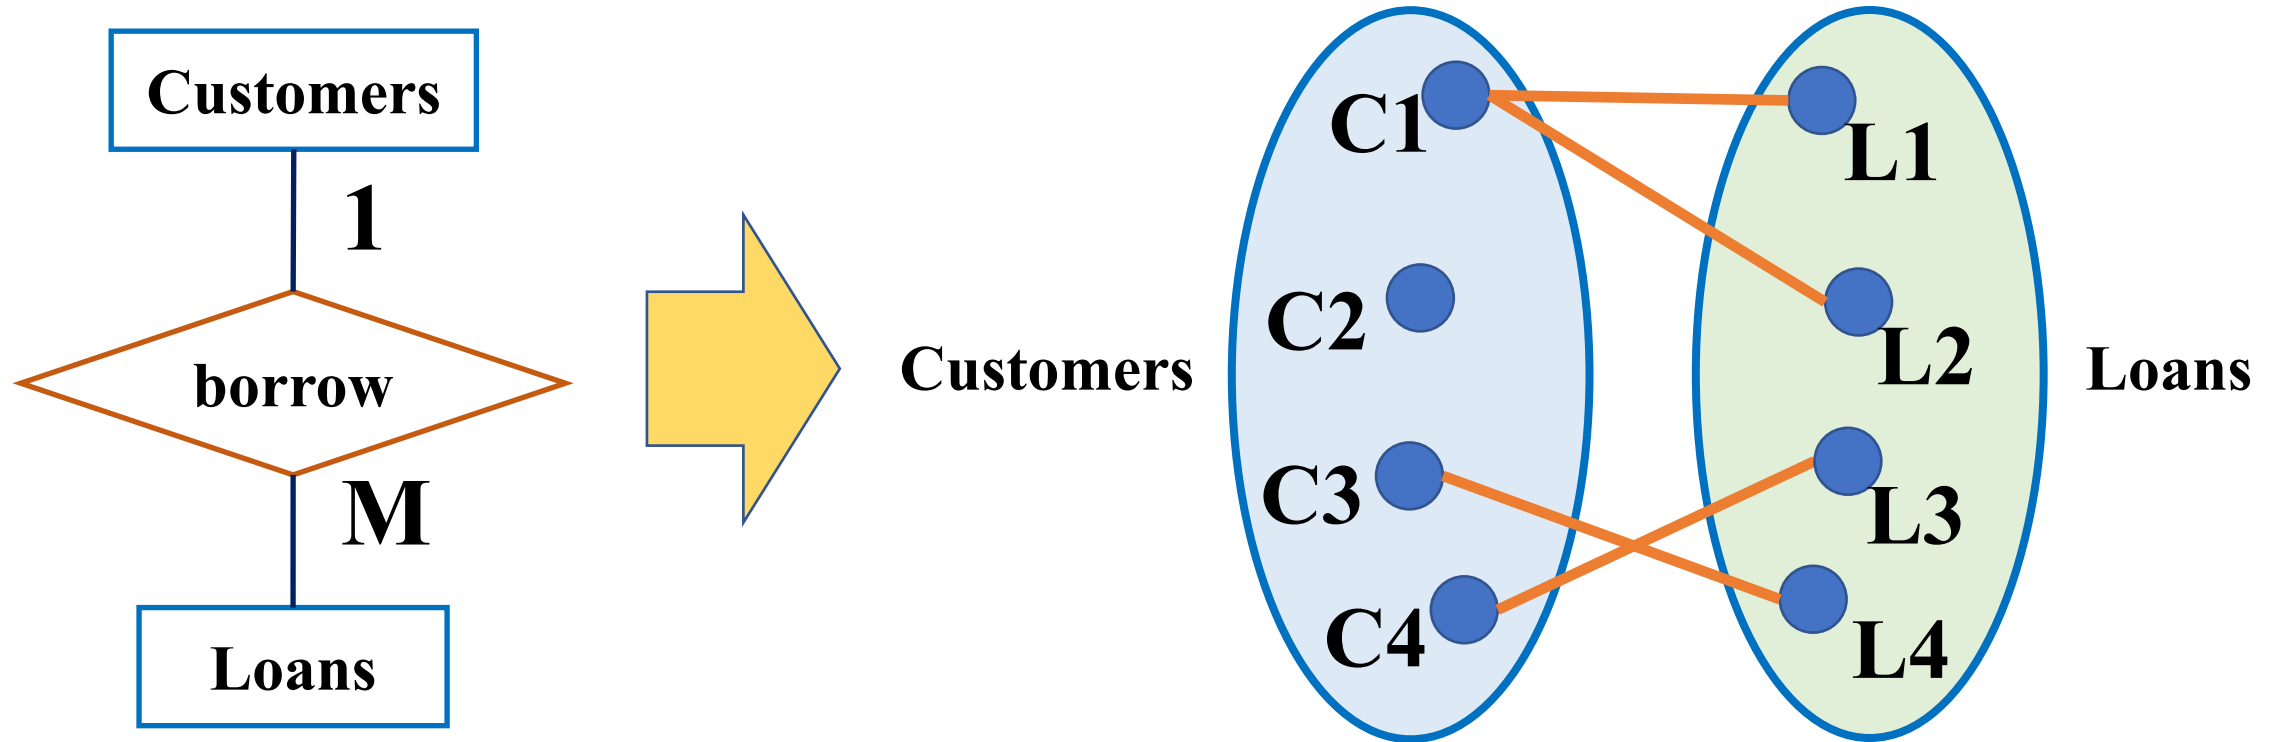 Customers
1
borrow
M
Loans
Customers
C1
C2
C3
C4
L1
L2
L3
L4
Loans